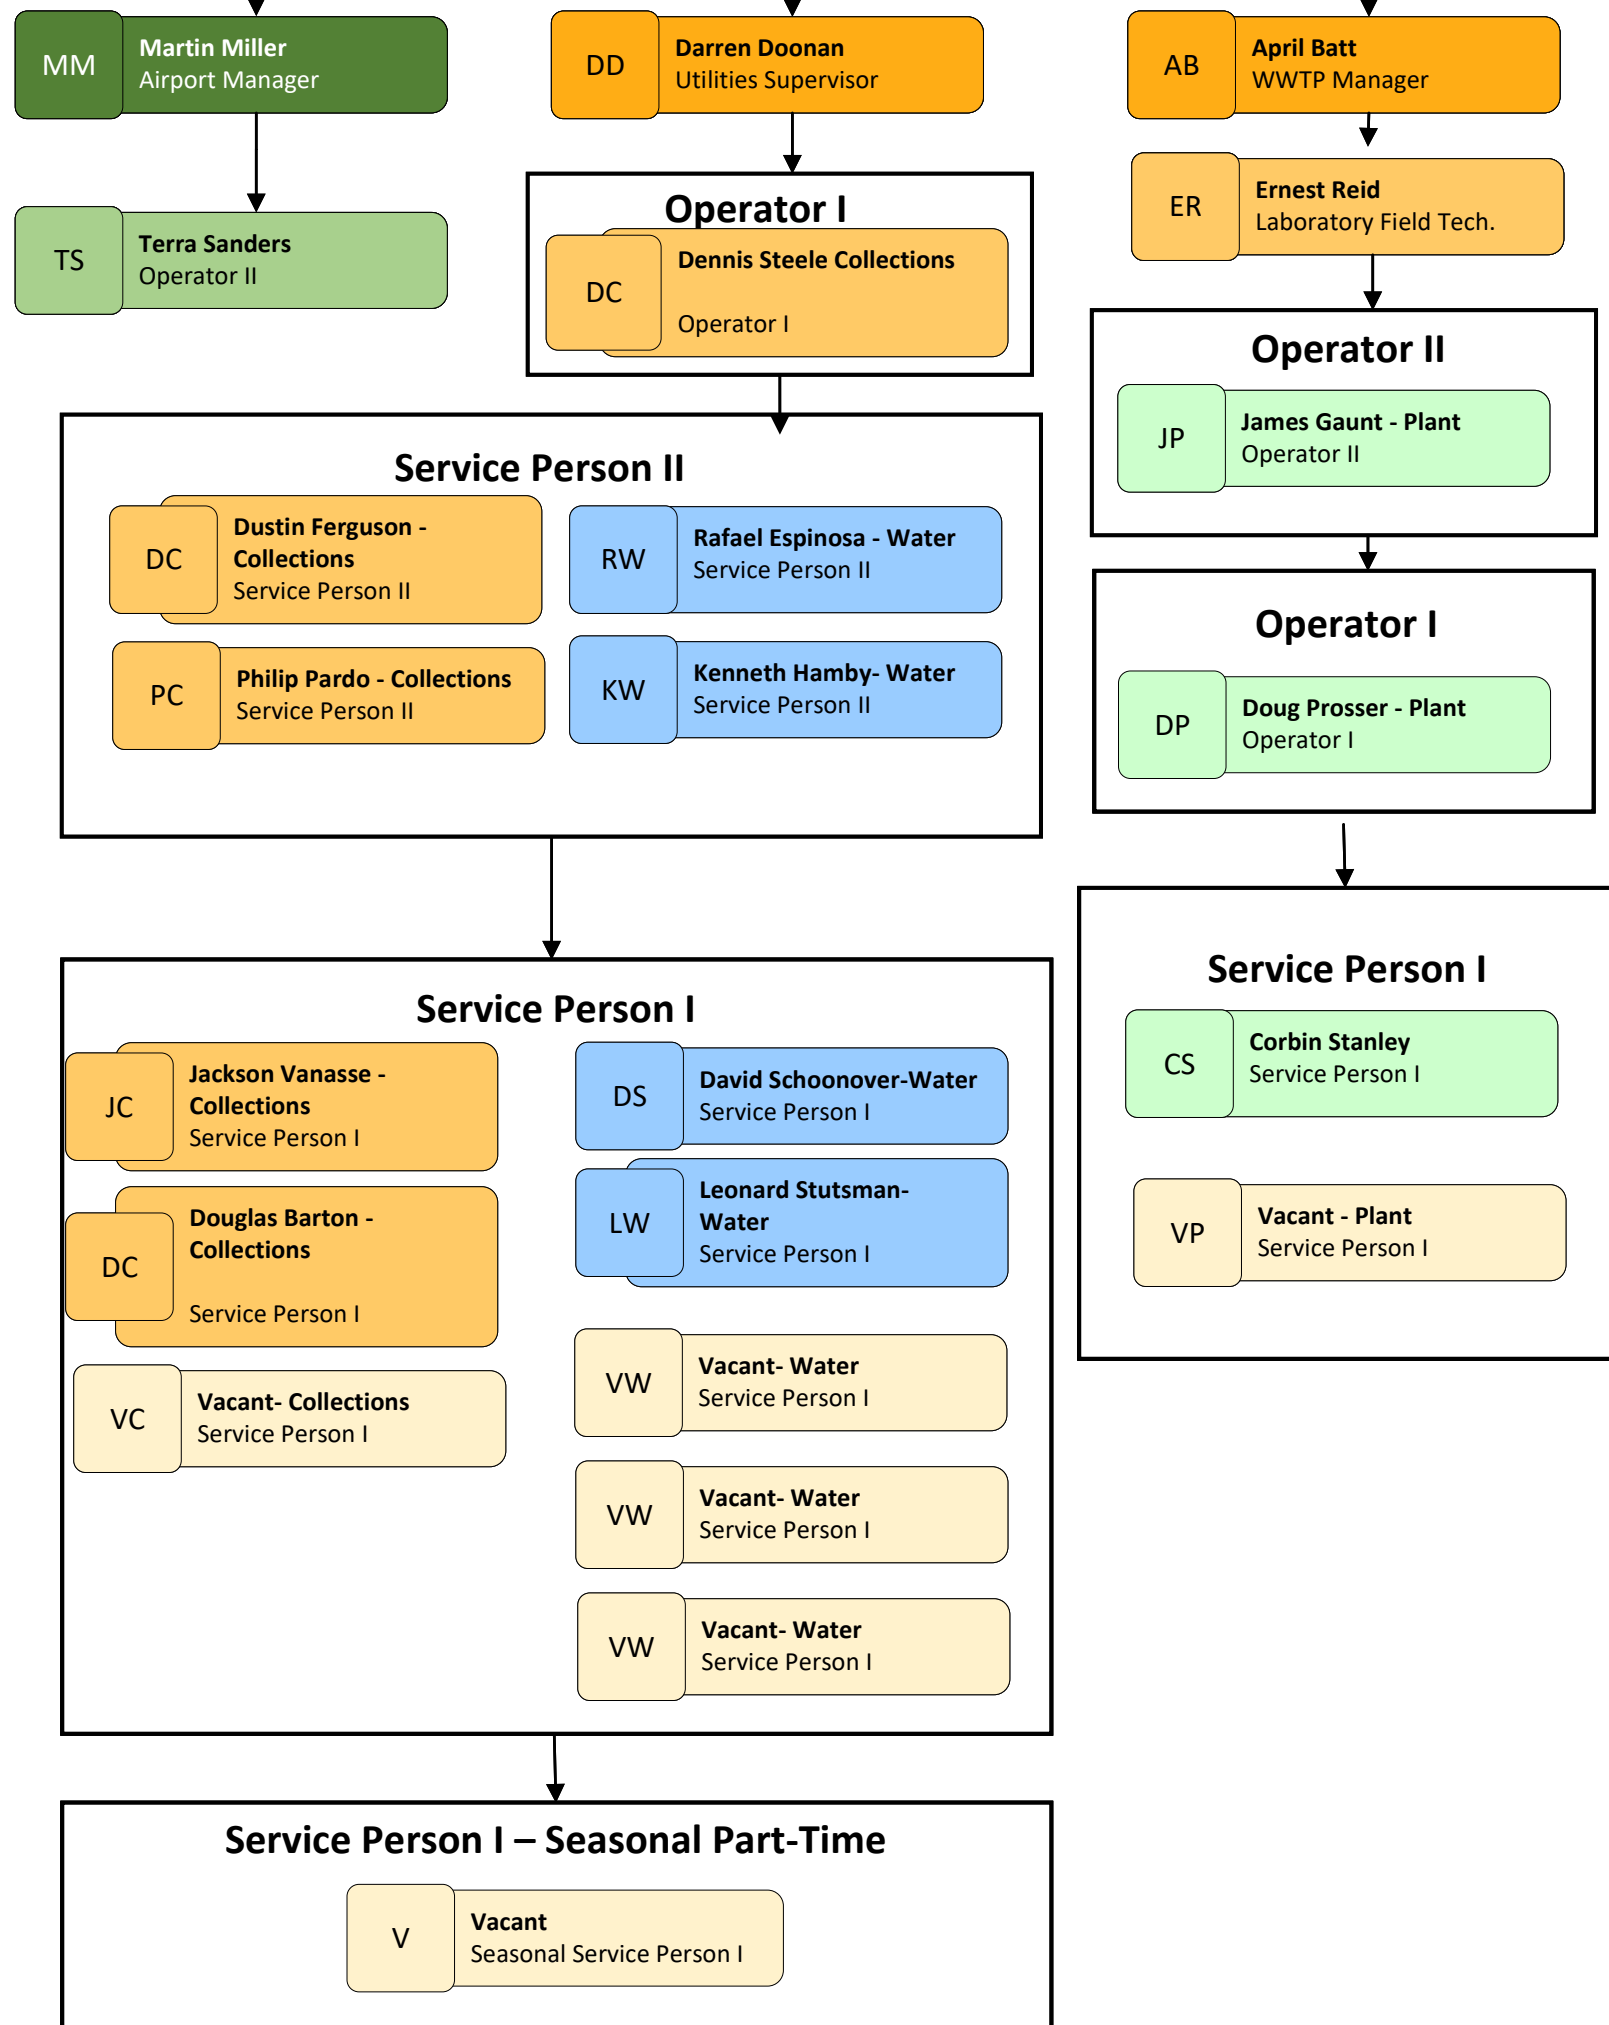 MM
Martin Miller
Airport Manager
TS
Terra Sanders
Operator II
DD
Darren Doonan
Utilities Supervisor
Operator I
DC
Dennis Steele Collections
Operator I
Service Person II
DC
Dustin Ferguson -
Collections
Service Person II
RW
Rafael Espinosa - Water
Service Person II
PC
Philip Pardo - Collections
Service Person II
KW
Kenneth Hamby- Water
Service Person II
Service Person I
JC
Jackson Vanasse -
Collections
Service Person I
DC
Douglas Barton -
Collections
Service Person I
VC
Vacant- Collections
Service Person I
DS
David Schoonover-Water
Service Person I
LW
Leonard Stutsman-
Water
Service Person I
VW
Vacant- Water
Service Person I
VW
Vacant- Water
Service Person I
VW
Vacant- Water
Service Person I
Service Person I – Seasonal Part-Time
V
Vacant
Seasonal Service Person I
AB
April Batt
WWTP Manager
ER
Ernest Reid
Laboratory Field Tech.
Operator II
JP
James Gaunt - Plant
Operator II
Operator I
DP
Doug Prosser - Plant
Operator I
Service Person I
CS
Corbin Stanley
Service Person I
VP
Vacant - Plant
Service Person I